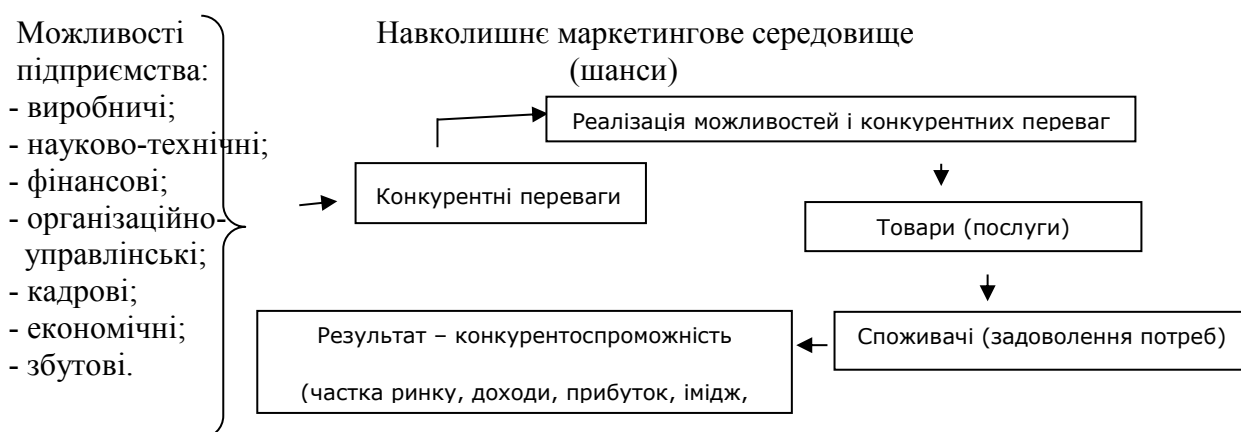 Можливості
підприємства:
- виробничі;
- науково-технічні;
- фінансові;
- організаційно-
управлінські;
- кадрові;
- економічні;
- збутові.
Навколишнє маркетингове середовище
(шанси)
Реалізація можливостей і конкурентних переваг
Конкурентні переваги
Товари (послуги)
Споживачі (задоволення потреб)
Результат – конкурентоспроможність
(частка ринку, доходи, прибуток, імідж,